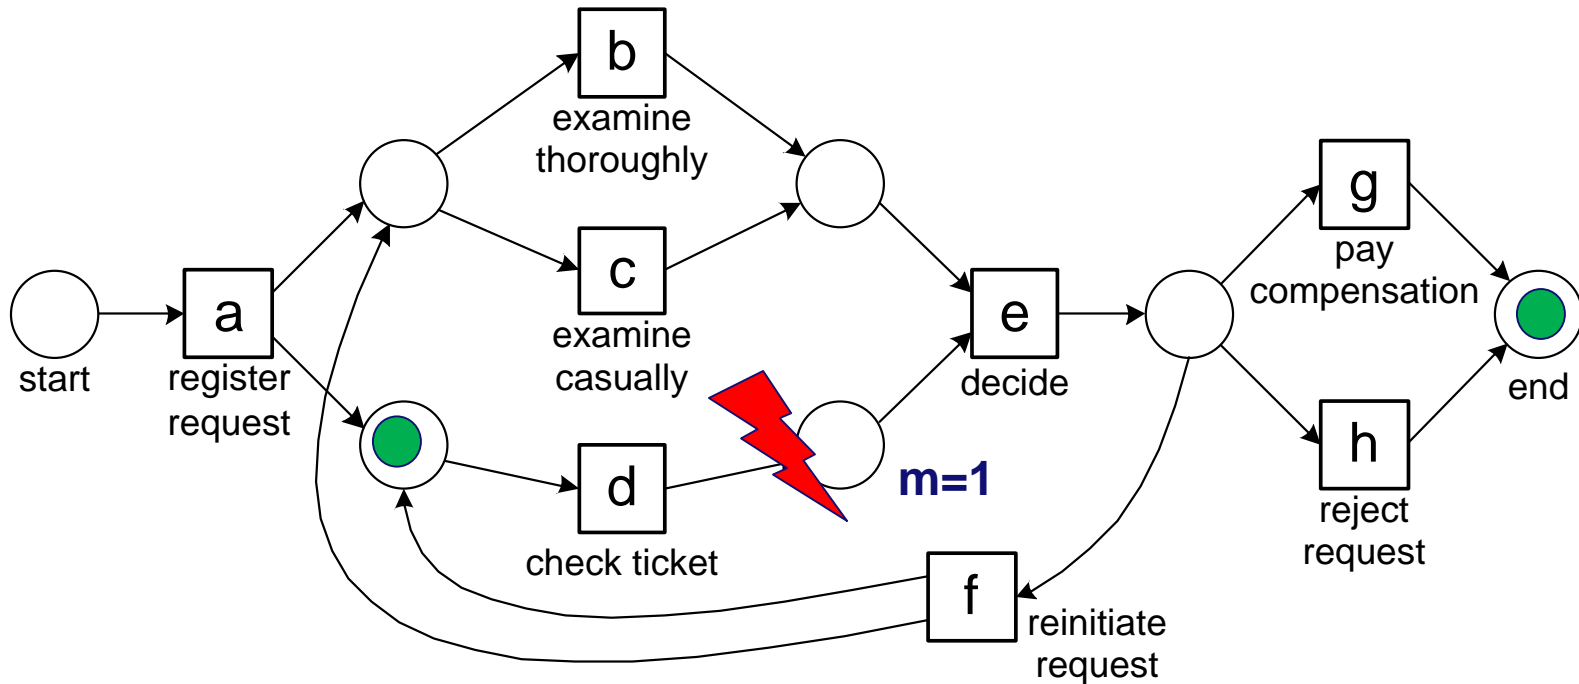 b
examine
thoroughly
g
pay
compensation
c
examine
casually
a
register
request
start
e
decide
end
m=1
d
check ticket
h
reject
request
f
reinitiate
request